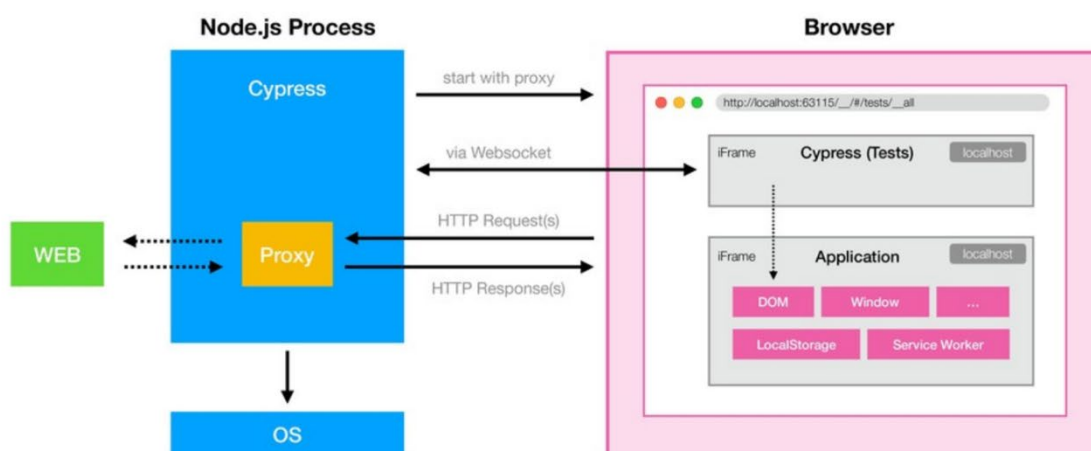 Node.js Process
Browser
Cypress
start with proxy
http://localhost:63115/__/#/tests/__all
via Websocket
iFrame
Cypress (Tests)
localhost
HTTP Request(s)
WEB
Proxy
HTTP Response(s)
iFrame
Application
localhost
DOM
Window
...
LocalStorage
Service Worker
OS